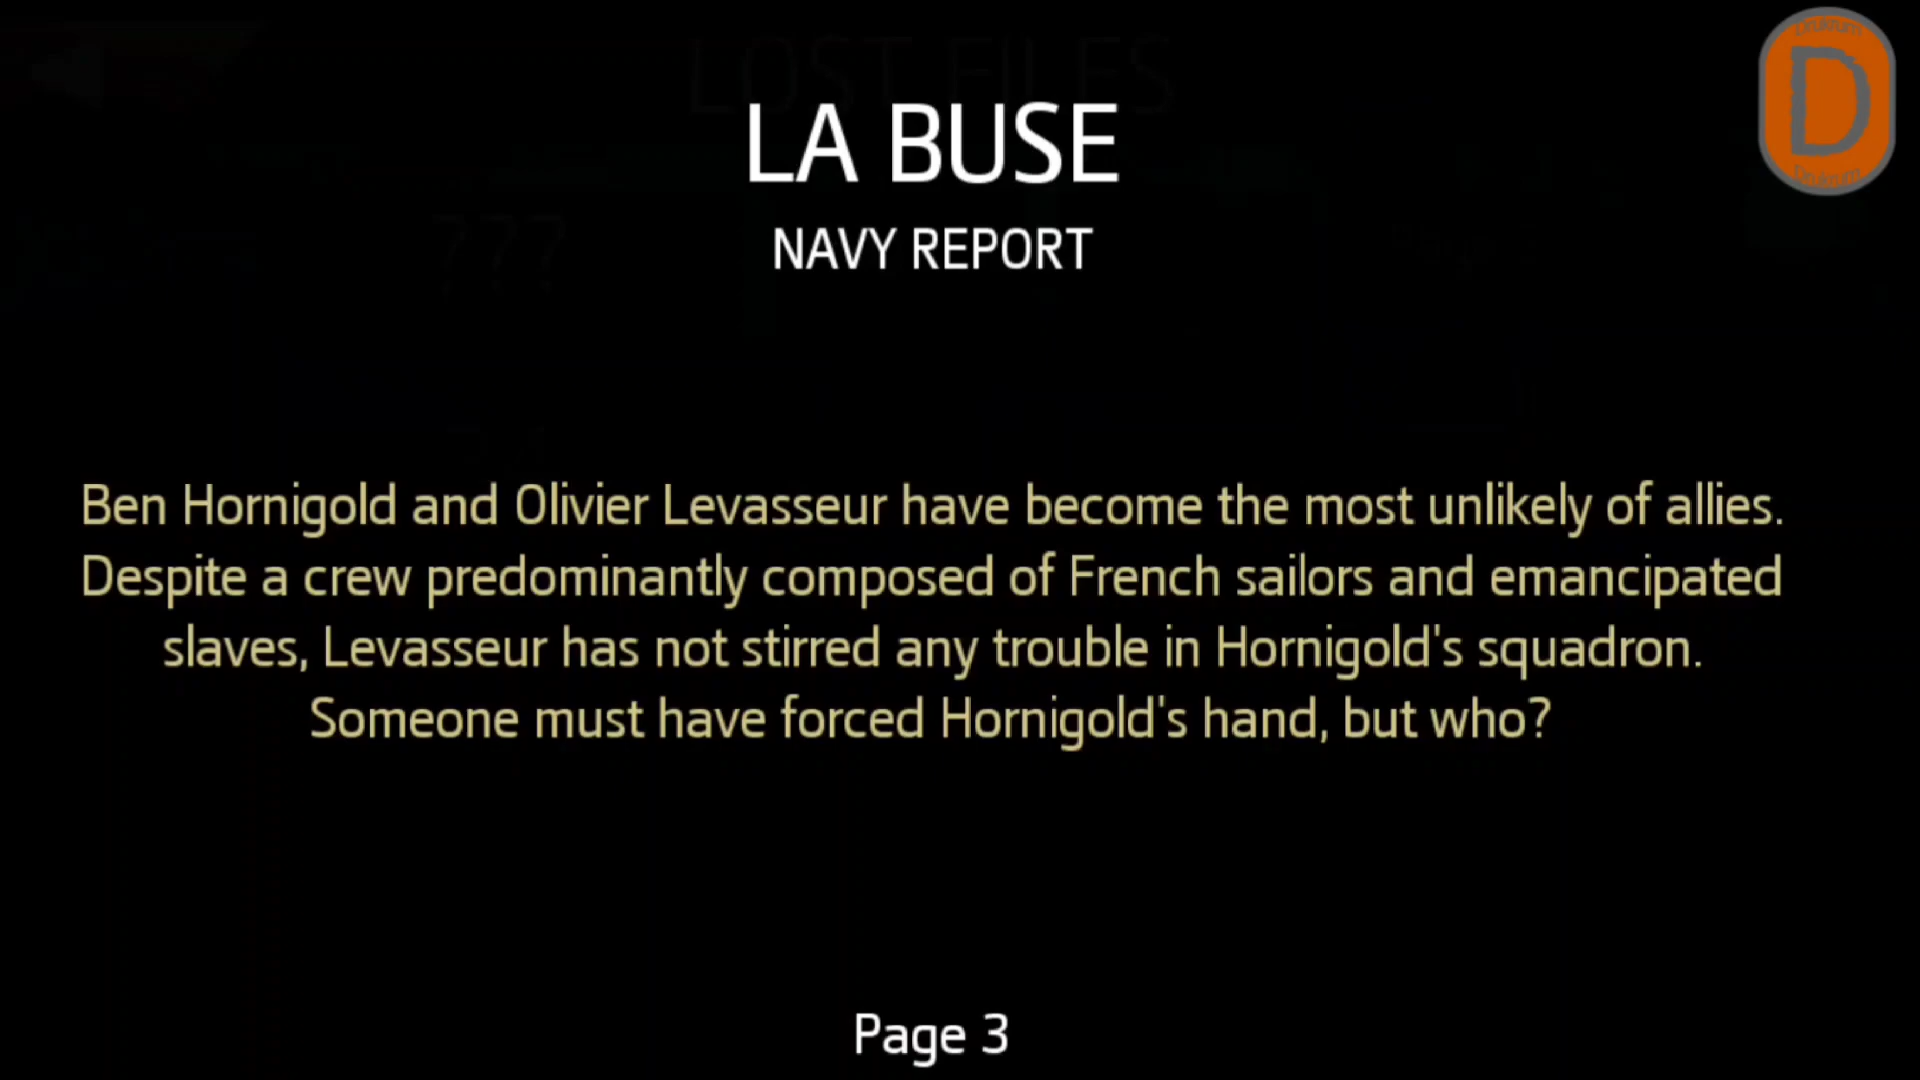 LOST FILES
LA BUSE
NAVY REPORT
???
D
Ben Hornigold and Olivier Levasseur have become the most unlikely of allies.
Despite a crew predominantly composed of French sailors and emancipated
slaves, Levasseur has not stirred any trouble in Hornigold's squadron.
Someone must have forced Hornigold's hand, but who?
Page 3